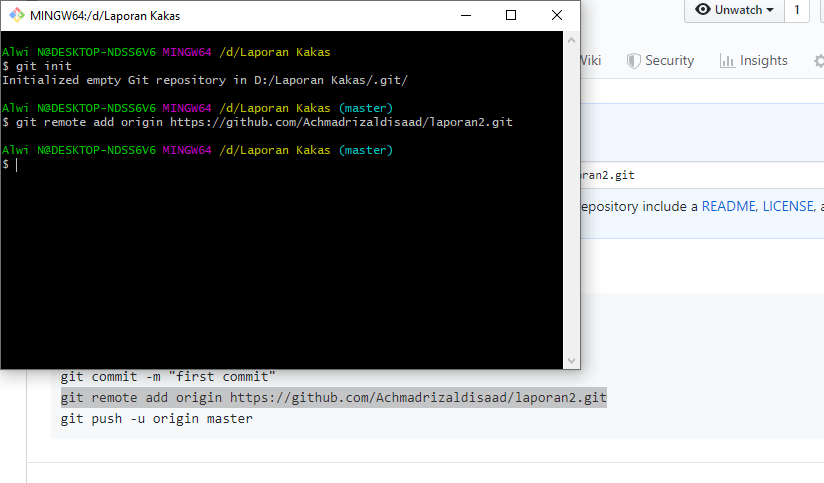 MINGW64:/d/Laporan Kakas
Unwatch
1
Alwi N@DESKTOP-NDSS6V6 MINGW64 /d/Laporan Kakas
$ git init
Initialized empty Git repository in D:/Laporan Kakas/.git/
Wiki
Security
Insights
Alwi N@DESKTOP-NDSS6V6 MINGW64 /d/Laporan Kakas (master)
$ git remote add origin https://github.com/Achmadrizaldisaad/laporan2.git
Alwi N@DESKTOP-NDSS6V6 MINGW64 /d/Laporan Kakas (master)
$
oran2.git
epository include a README, LICENSE, a
git commit -m "first commit"
git remote add origin https://github.com/Achmadrizaldisaad/laporan2.git
git push -u origin master